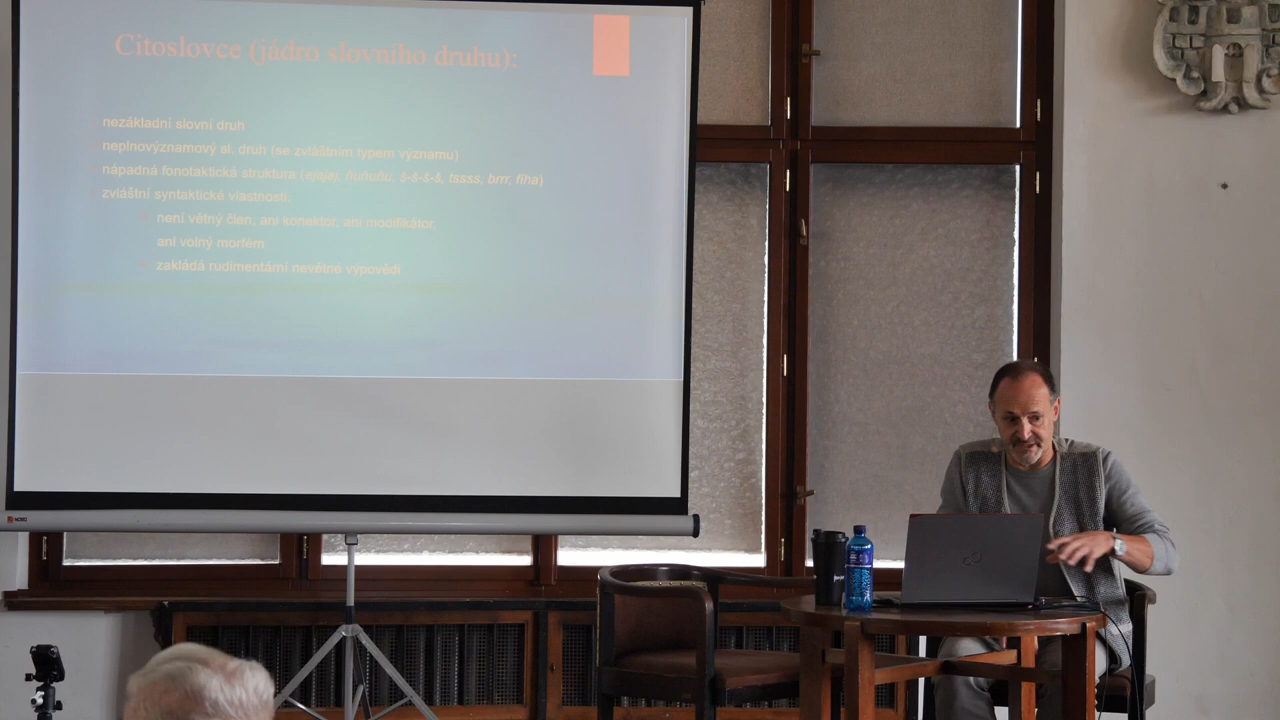 Citoslovce (jádro slovního druhu):
nezákladní slovní druh
neplnovýznamový sl. druh (se zvláštním typem významu)
nápadná fonotaktická struktura (ajajaj, ňuňuňu, š-š-š-š, tssss, brrr, fíha)
zvláštní syntaktické vlastnosti:
není větný člen, ani konektor, ani modifikátor,
ani volný morfém
zakládá rudimentární nevětné výpovědi
NOBO